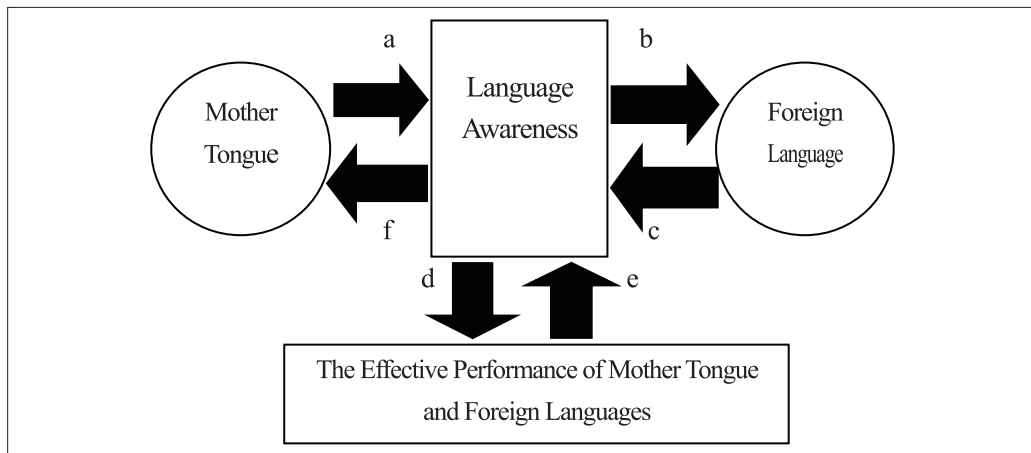 a
b
Mother
Tongue
Language
Awareness
Foreign
Language
f
c
d
e
The Effective Performance of Mother Tongue
and Foreign Languages